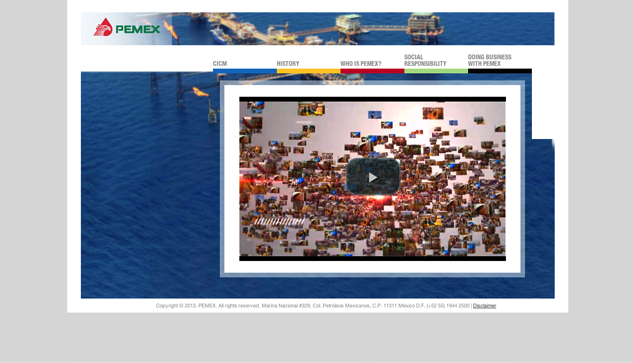 PEMEX
CICM
HISTORY
WHO IS PEMEX?
SOCIAL
RESPONSIBILITY
DOING BUSINESS
WITH PEMEX
Copyright © 2013. PEMEX. All rights reserved. Marina Nacional #329, Col. Petróleos Mexicanos, C.P. 11311 México D.F. (+52 55) 1944 2500 | Disclaimer